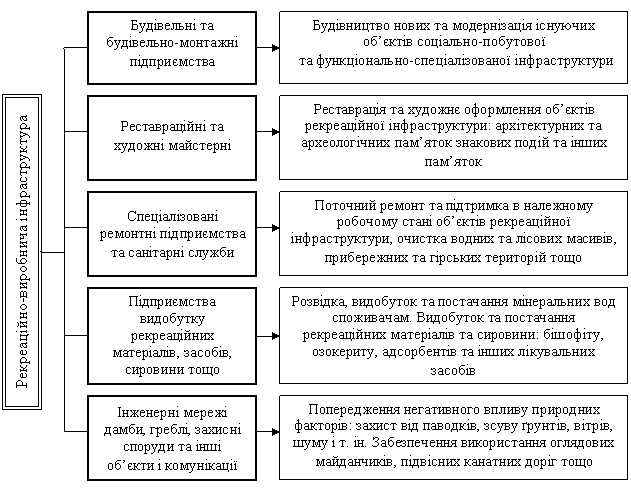 Рекреаційно-виробнича інфраструктура
Будівельні та
будівельно-монтажні
підприємства
Будівництво нових та модернізація існуючих
об’єктів соціально-побутової
та функціонально-спеціалізованої інфраструктури
Реставраційні та
художні майстерні
Реставрація та художнє оформлення об’єктів
рекреаційної інфраструктури: архітектурних та
археологічних пам’яток знакових подій та інших
пам’яток
Спеціалізовані
ремонтні підприємства
та санітарні служби
Поточний ремонт та підтримка в належному
робочому стані об’єктів рекреаційної
інфраструктури, очистка водних та лісових масивів,
прибережних та гірських територій тощо
Підприємства
видобутку
рекреаційних
матеріалів, засобів,
сировини тощо
Розвідка, видобуток та постачання мінеральних вод
споживачам. Видобуток та постачання
рекреаційних матеріалів та сировини: бішофіту,
озокериту, адсорбентів та інших лікувальних
засобів
Інженерні мережі
дамби, греблі, захисні
споруди та інші
об’єкти і комунікації
Попередження негативного впливу природних
факторів: захист від паводків, зсуву ґрунтів, вітрів,
шуму і т. ін. Забезпечення використання оглядових
майданчиків, підвісних канатних доріг тощо